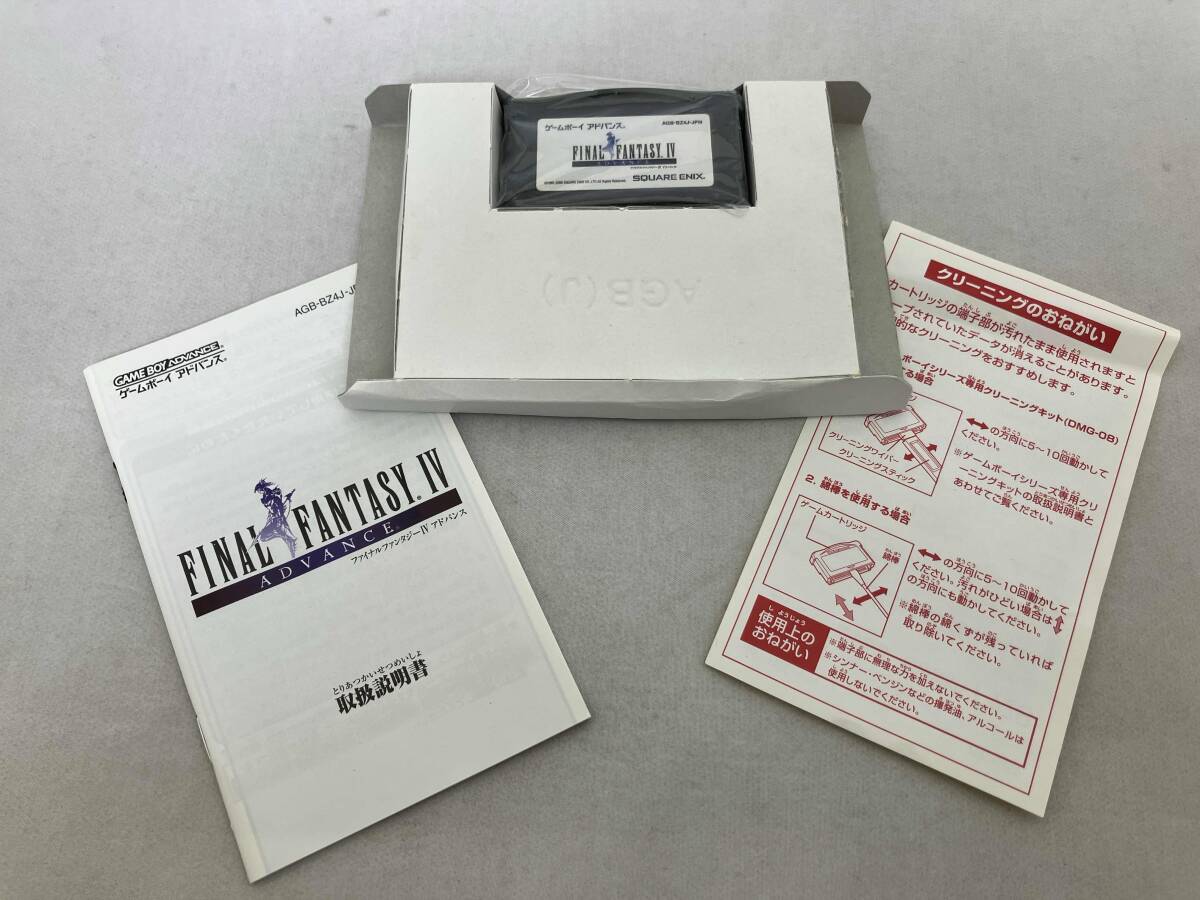 ゲームボーイ アドバンス®
AGB-BZ4J-JPN
FINAL FANTASY® IV
ADVANCE
SQUARE ENIX®
AGB(J)
AGB-BZ4J-JP
GAME BOY ADVANCE®
ゲームボーイ アドバンス®
FINAL FANTASY® IV
ADVANCE®
ファイナルファンタジーIV アドバンス
とりあつかいせつめいしょ
取扱説明書
クリーニングのおねがい
カートリッジの端子部が汚れたまま使用されますと
ーブされていたデータが消えることがあります。
的なクリーニングをおすすめします。
ボーイシリーズ専用クリーニングキット(DMG-08)
る場合
クリーニングワイパー
クリーニングスティック
の方向に5〜10回動かして
ください。
※ゲームボーイシリーズ専用クリ
ーニングキットの取扱説明書と
あわせてご覧ください。
2. 綿棒を使用する場合
ゲームカートリッジ
めんぼう
綿棒
の方向に5〜10回動かして
ください。汚れがひどい場合は
の方向にも動かしてください。
※綿棒の綿くずが残っていれば
取り除いてください。
しようじょう
使用上の
おねがい
※端子部に無理な力を加えないでください。
※シンナー・ベンジンなどの揮発油、アルコールは
使用しないでください。